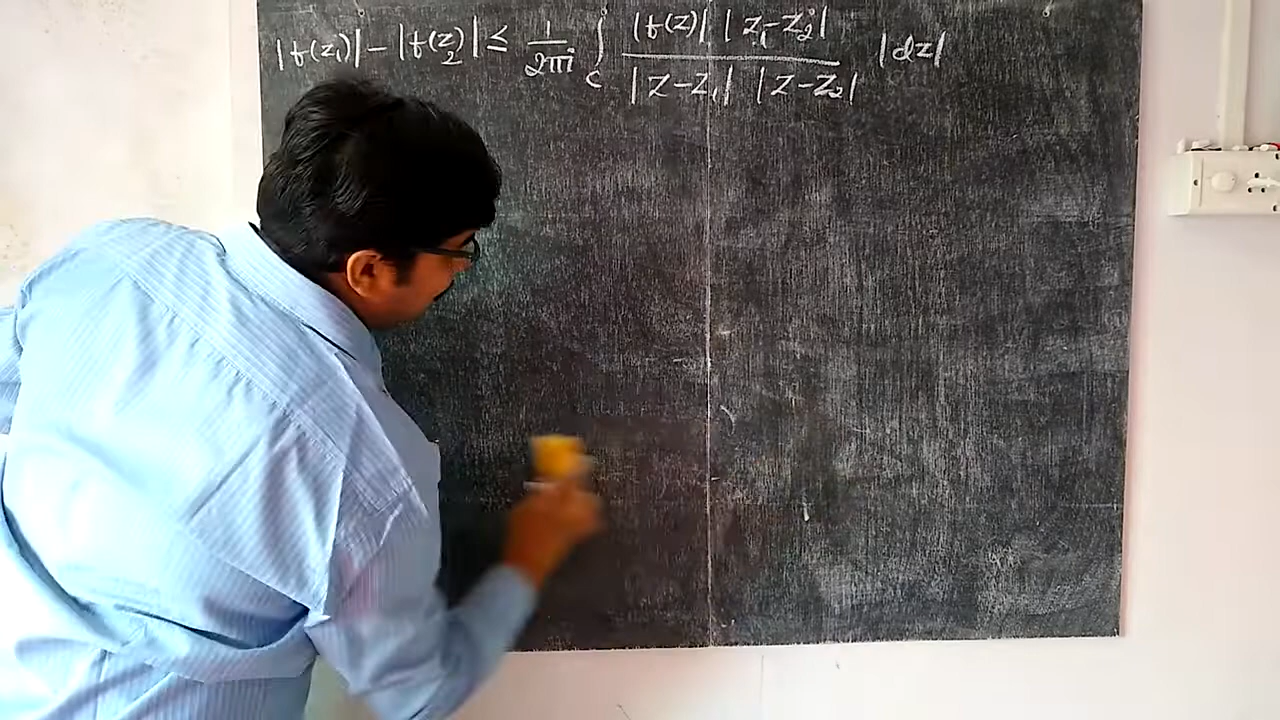 |f(z₁)| - |f(z₂)| ≤ 1/2πi ∫_C |f(z)| |z₁-z₂| / |z-z₁| |z-z₂| |dz|